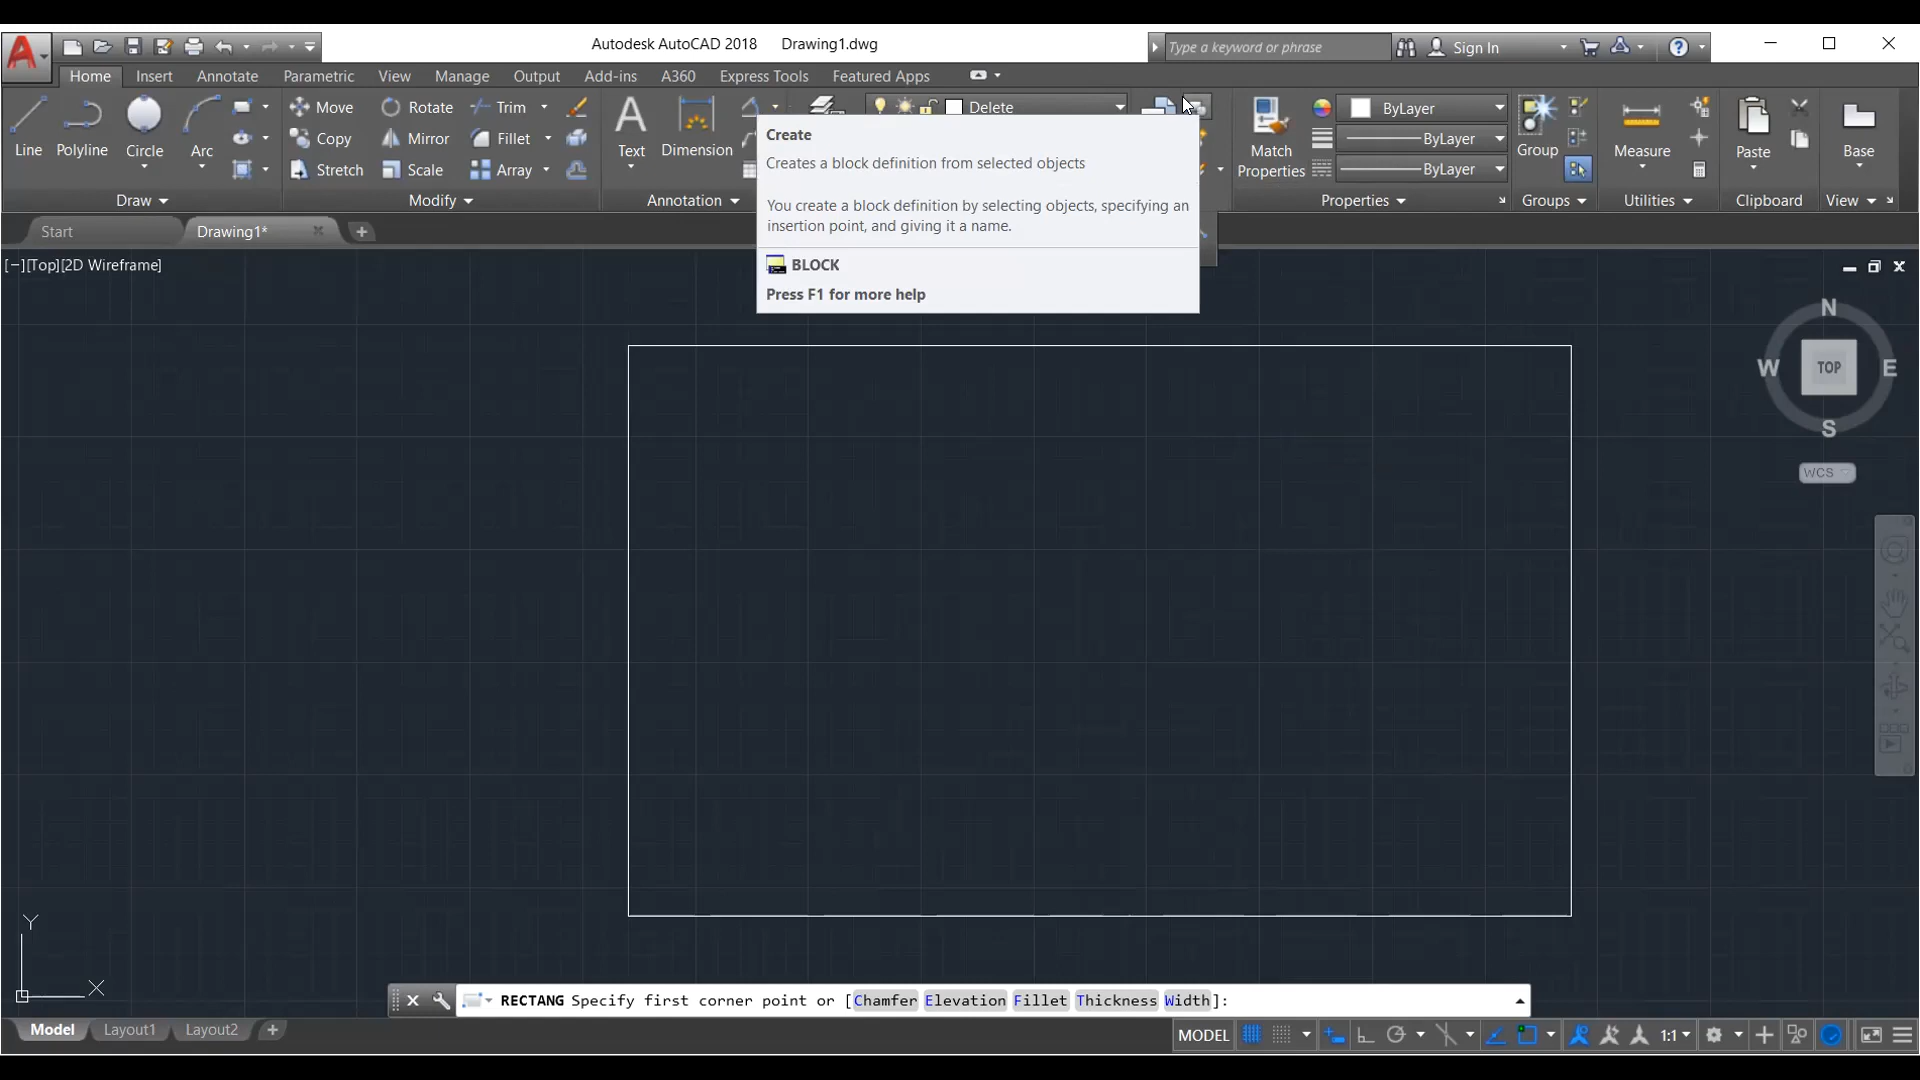 Autodesk AutoCAD 2018 Drawing1.dwg
Type a keyword or phrase
Sign In
Home Insert Annotate Parametric View Manage Output Add-ins A360 Express Tools Featured Apps
Line
Polyline
Circle
Arc
Draw
Move
Rotate
Trim
Copy
Mirror
Fillet
Stretch
Scale
Array
Modify
Text
Dimension
Annotation
Delete
Create
Creates a block definition from selected objects
You create a block definition by selecting objects, specifying an
insertion point, and giving it a name.
BLOCK
Press F1 for more help
Match
Properties
ByLayer
ByLayer
ByLayer
Properties
Group
Groups
Measure
Utilities
Paste
Clipboard
Base
View
Start
Drawing1*
[−][Top][2D Wireframe]
N
W TOP E
S
WCS
Y
X
RECTANG Specify first corner point or [Chamfer Elevation Fillet Thickness Width]:
Model Layout1 Layout2
MODEL
1:1